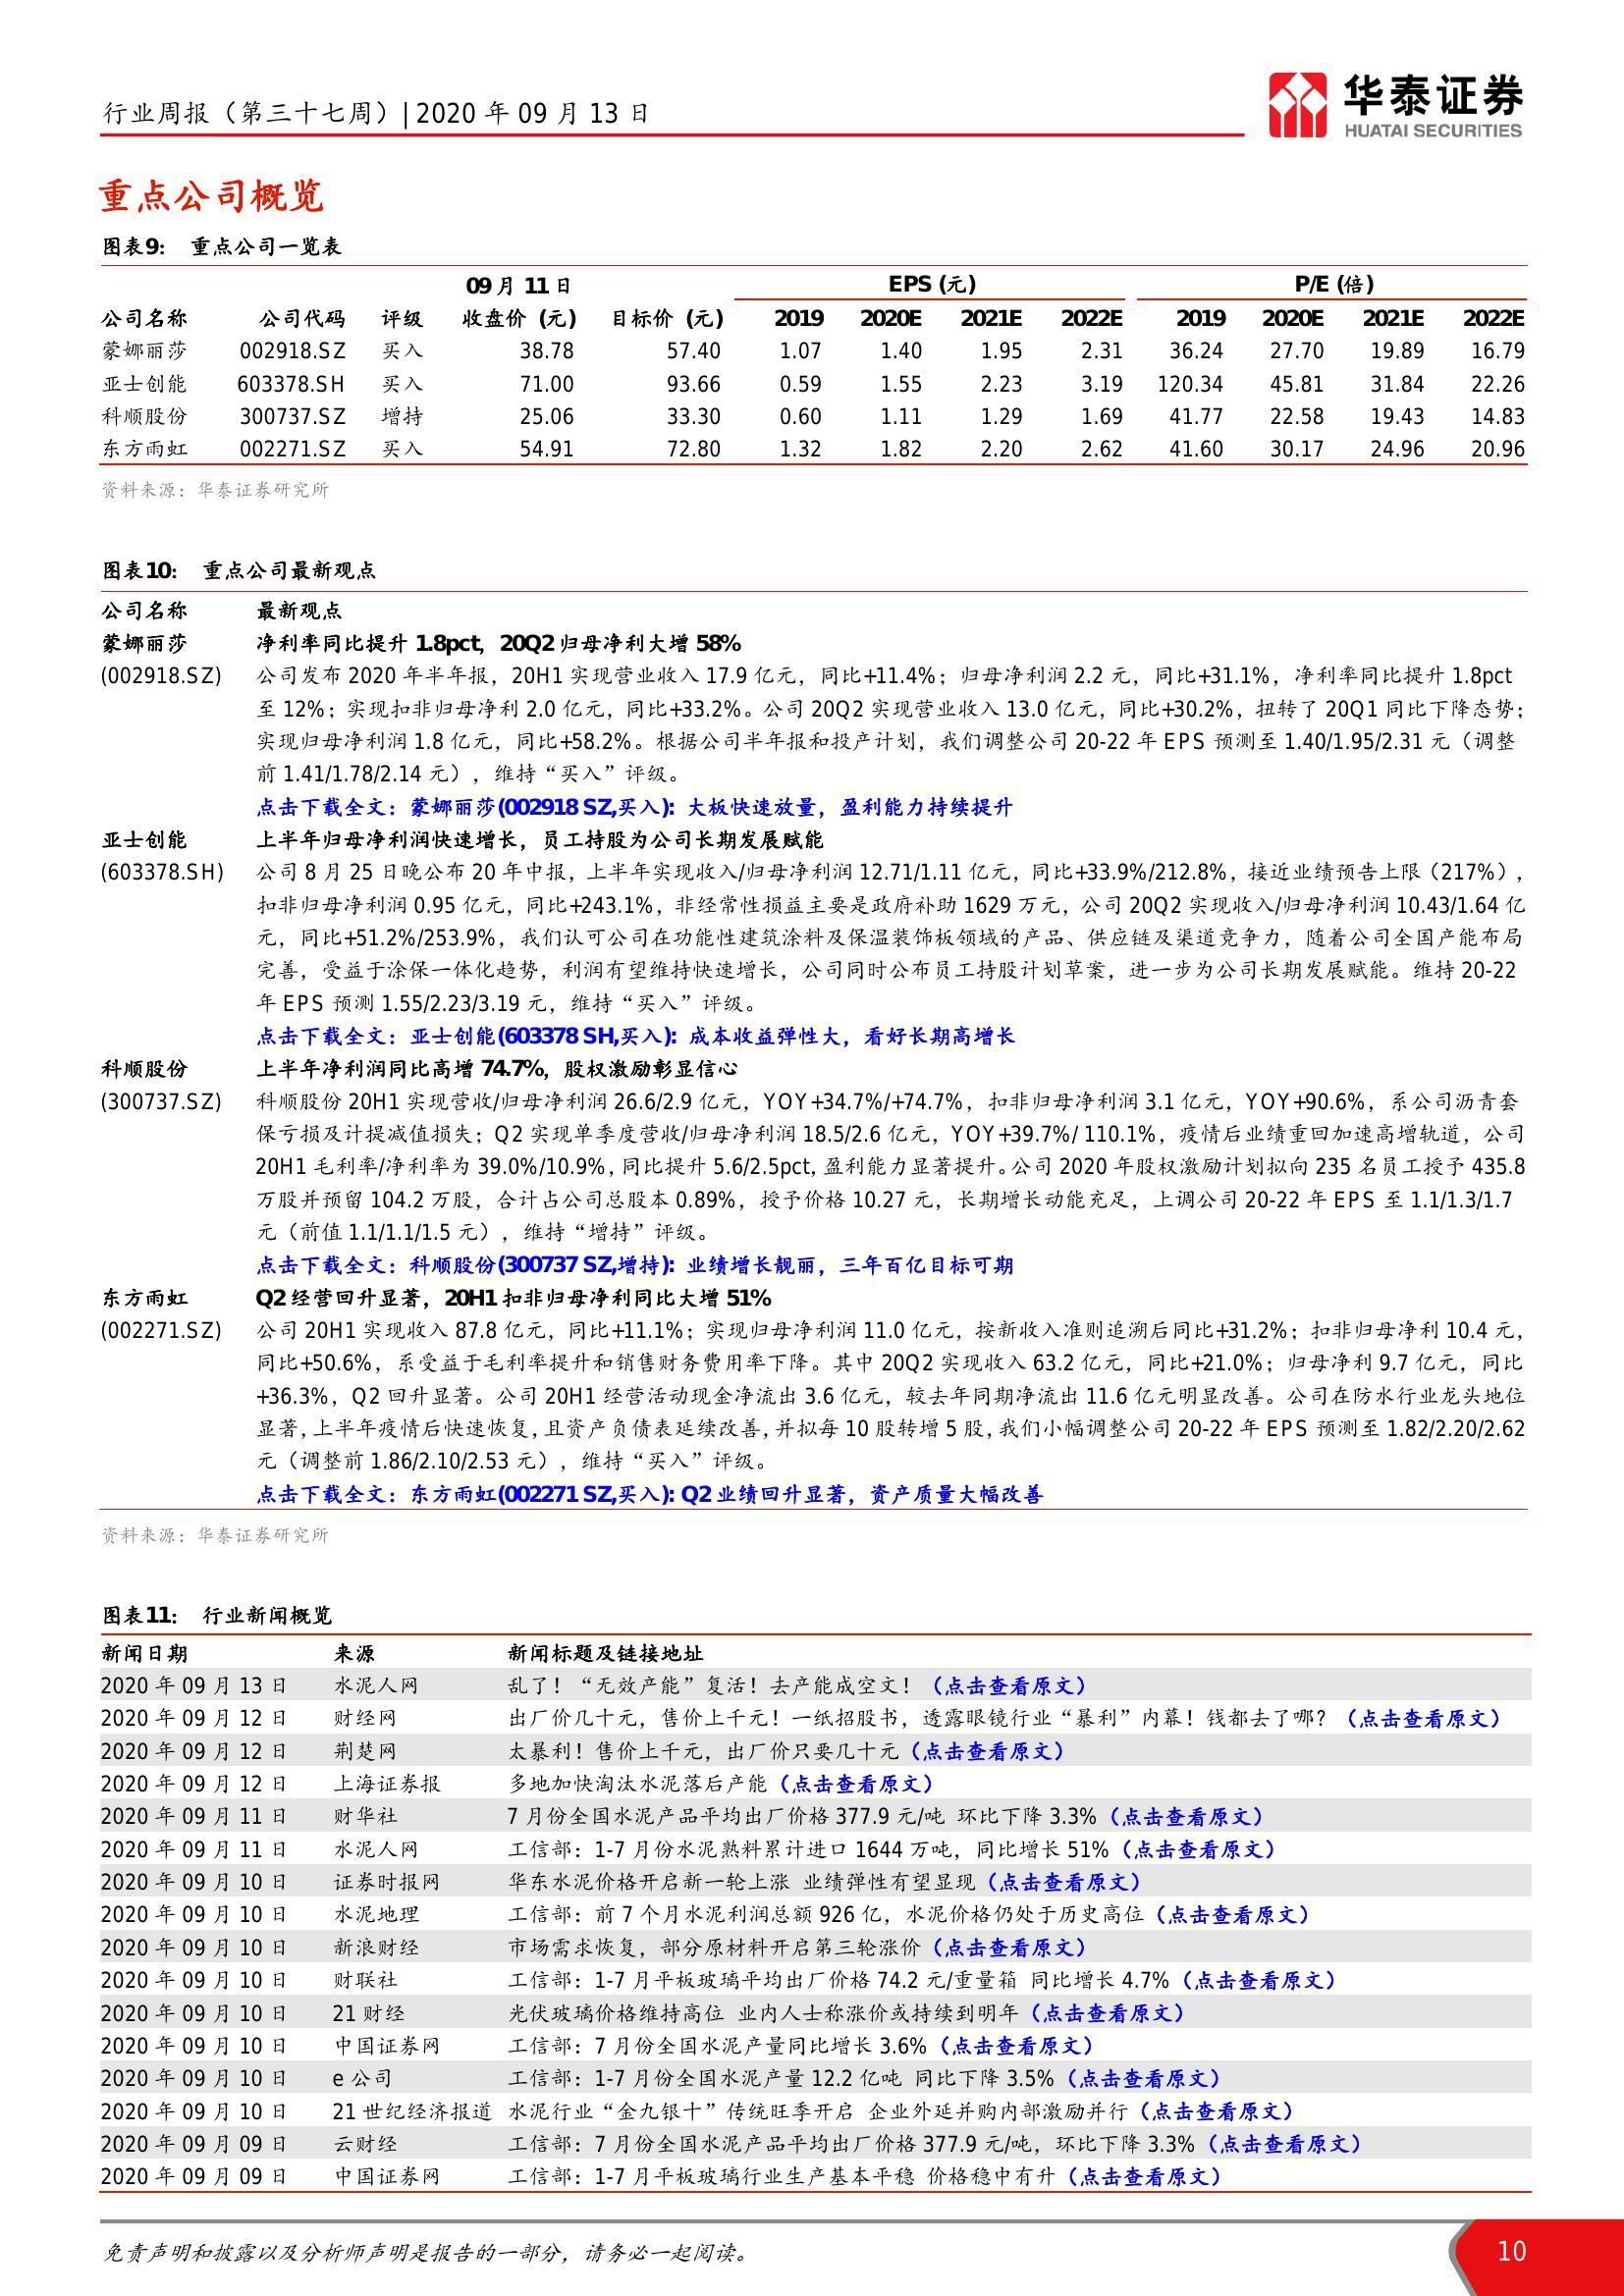 行业周报（第三十七周）| 2020 年 09 月 13 日
华泰证券
HUATAI SECURITIES
重点公司概览
图表9： 重点公司一览表
09 月 11 日 EPS (元) P/E (倍)
公司名称 公司代码 评级 收盘价 (元) 目标价 (元) 2019 2020E 2021E 2022E 2019 2020E 2021E 2022E
蒙娜丽莎 002918.SZ 买入 38.78 57.40 1.07 1.40 1.95 2.31 36.24 27.70 19.89 16.79
亚士创能 603378.SH 买入 71.00 93.66 0.59 1.55 2.23 3.19 120.34 45.81 31.84 22.26
科顺股份 300737.SZ 增持 25.06 33.30 0.60 1.11 1.29 1.69 41.77 22.58 19.43 14.83
东方雨虹 002271.SZ 买入 54.91 72.80 1.32 1.82 2.20 2.62 41.60 30.17 24.96 20.96
资料来源：华泰证券研究所
图表10： 重点公司最新观点
公司名称 最新观点
蒙娜丽莎 净利率同比提升 1.8pct，20Q2 归母净利大增 58%
(002918.SZ) 公司发布 2020 年半年报，20H1 实现营业收入 17.9 亿元，同比+11.4%；归母净利润 2.2 元，同比+31.1%，净利率同比提升 1.8pct
至 12%；实现扣非归母净利 2.0 亿元，同比+33.2%。公司 20Q2 实现营业收入 13.0 亿元，同比+30.2%，扭转了 20Q1 同比下降态势；
实现归母净利润 1.8 亿元，同比+58.2%。根据公司半年报和投产计划，我们调整公司 20-22 年 EPS 预测至 1.40/1.95/2.31 元（调整
前 1.41/1.78/2.14 元），维持“买入”评级。
点击下载全文：蒙娜丽莎(002918 SZ,买入)：大板快速放量，盈利能力持续提升
亚士创能 上半年归母净利润快速增长，员工持股为公司长期发展赋能
(603378.SH) 公司 8 月 25 日晚公布 20 年中报，上半年实现收入/归母净利润 12.71/1.11 亿元，同比+33.9%/212.8%，接近业绩预告上限（217%），
扣非归母净利润 0.95 亿元，同比+243.1%，非经常性损益主要是政府补助 1629 万元，公司 20Q2 实现收入/归母净利润 10.43/1.64 亿
元，同比+51.2%/253.9%，我们认可公司在功能性建筑涂料及保温装饰板领域的产品、供应链及渠道竞争力，随着公司全国产能布局
完善，受益于涂保一体化趋势，利润有望维持快速增长，公司同时公布员工持股计划草案，进一步为公司长期发展赋能。维持 20-22
年 EPS 预测 1.55/2.23/3.19 元，维持“买入”评级。
点击下载全文：亚士创能(603378 SH,买入)：成本收益弹性大，看好长期高增长
科顺股份 上半年净利润同比高增 74.7%，股权激励彰显信心
(300737.SZ) 科顺股份 20H1 实现营收/归母净利润 26.6/2.9 亿元，YOY+34.7%/+74.7%，扣非归母净利润 3.1 亿元，YOY+90.6%，系公司沥青套
保亏损及计提减值损失；Q2 实现单季度营收/归母净利润 18.5/2.6 亿元，YOY+39.7%/ 110.1%，疫情后业绩重回加速高增轨道，公司
20H1 毛利率/净利率为 39.0%/10.9%，同比提升 5.6/2.5pct，盈利能力显著提升。公司 2020 年股权激励计划拟向 235 名员工授予 435.8
万股并预留 104.2 万股，合计占公司总股本 0.89%，授予价格 10.27 元，长期增长动能充足，上调公司 20-22 年 EPS 至 1.1/1.3/1.7
元（前值 1.1/1.1/1.5 元），维持“增持”评级。
点击下载全文：科顺股份(300737 SZ,增持)：业绩增长靓丽，三年百亿目标可期
东方雨虹 Q2 经营回升显著，20H1 扣非归母净利同比大增 51%
(002271.SZ) 公司 20H1 实现收入 87.8 亿元，同比+11.1%；实现归母净利润 11.0 亿元，按新收入准则追溯后同比+31.2%；扣非归母净利 10.4 元，
同比+50.6%，系受益于毛利率提升和销售财务费用率下降。其中 20Q2 实现收入 63.2 亿元，同比+21.0%；归母净利 9.7 亿元，同比
+36.3%，Q2 回升显著。公司 20H1 经营活动现金净流出 3.6 亿元，较去年同期净流出 11.6 亿元明显改善。公司在防水行业龙头地位
显著，上半年疫情后快速恢复，且资产负债表延续改善，并拟每 10 股转增 5 股，我们小幅调整公司 20-22 年 EPS 预测至 1.82/2.20/2.62
元（调整前 1.86/2.10/2.53 元），维持“买入”评级。
点击下载全文：东方雨虹(002271 SZ,买入)：Q2 业绩回升显著，资产质量大幅改善
资料来源：华泰证券研究所
图表11： 行业新闻概览
新闻日期 来源 新闻标题及链接地址
2020 年 09 月 13 日 水泥人网 乱了！“无效产能”复活！去产能成空文！（点击查看原文）
2020 年 09 月 12 日 财经网 出厂价几十元，售价上千元！一纸招股书，透露眼镜行业“暴利”内幕！钱都去了哪？（点击查看原文）
2020 年 09 月 12 日 荆楚网 太暴利！售价上千元，出厂价只要几十元（点击查看原文）
2020 年 09 月 12 日 上海证券报 多地加快淘汰水泥落后产能（点击查看原文）
2020 年 09 月 11 日 财华社 7 月份全国水泥产品平均出厂价格 377.9 元/吨 环比下降 3.3%（点击查看原文）
2020 年 09 月 11 日 水泥人网 工信部：1-7 月份水泥熟料累计进口 1644 万吨，同比增长 51%（点击查看原文）
2020 年 09 月 10 日 证券时报网 华东水泥价格开启新一轮上涨 业绩弹性有望显现（点击查看原文）
2020 年 09 月 10 日 水泥地理 工信部：前 7 个月水泥利润总额 926 亿，水泥价格仍处于历史高位（点击查看原文）
2020 年 09 月 10 日 新浪财经 市场需求恢复，部分原材料开启第三轮涨价（点击查看原文）
2020 年 09 月 10 日 财联社 工信部：1-7 月平板玻璃平均出厂价格 74.2 元/重量箱 同比增长 4.7%（点击查看原文）
2020 年 09 月 10 日 21 财经 光伏玻璃价格维持高位 业内人士称涨价或持续到明年（点击查看原文）
2020 年 09 月 10 日 中国证券网 工信部：7 月份全国水泥产量同比增长 3.6%（点击查看原文）
2020 年 09 月 10 日 e 公司 工信部：1-7 月份全国水泥产量 12.2 亿吨 同比下降 3.5%（点击查看原文）
2020 年 09 月 10 日 21 世纪经济报道 水泥行业“金九银十”传统旺季开启 企业外延并购内部激励并行（点击查看原文）
2020 年 09 月 09 日 云财经 工信部：7 月份全国水泥产品平均出厂价格 377.9 元/吨，环比下降 3.3%（点击查看原文）
2020 年 09 月 09 日 中国证券网 工信部：1-7 月平板玻璃行业生产基本平稳 价格稳中有升（点击查看原文）
免责声明和披露以及分析师声明是报告的一部分，请务必一起阅读。 10